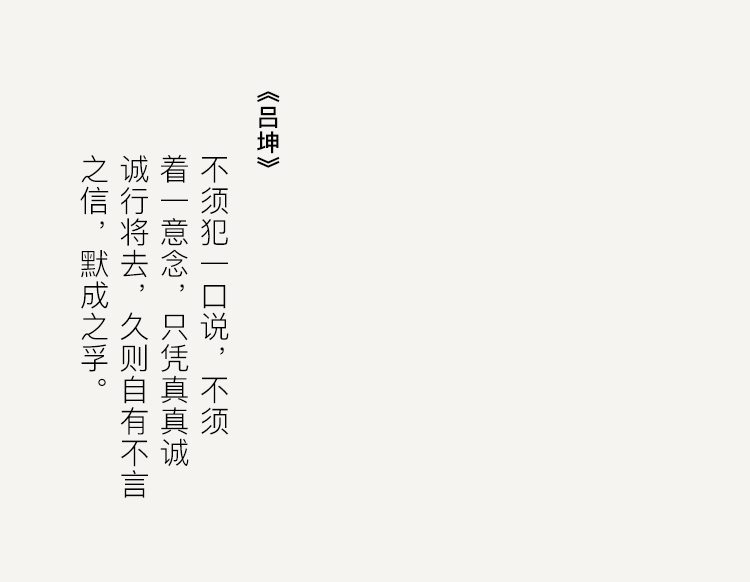 《吕坤》
不须犯一口说，不须
着一意念，只凭真真诚
诚行将去，久则自有不言
之信，默成之孚。